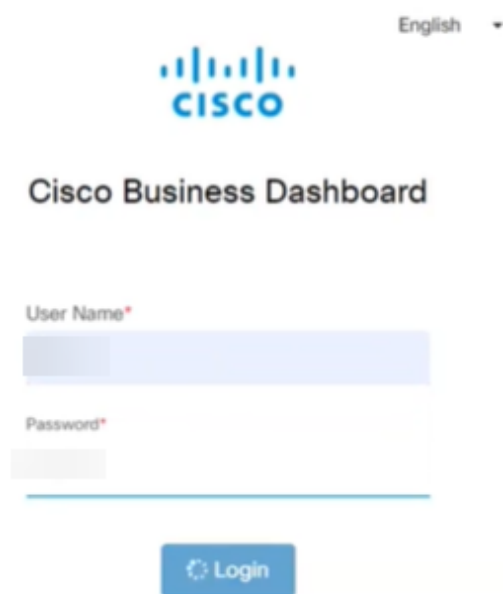 English
CISCO
Cisco Business Dashboard
User Name*
Password*
Login